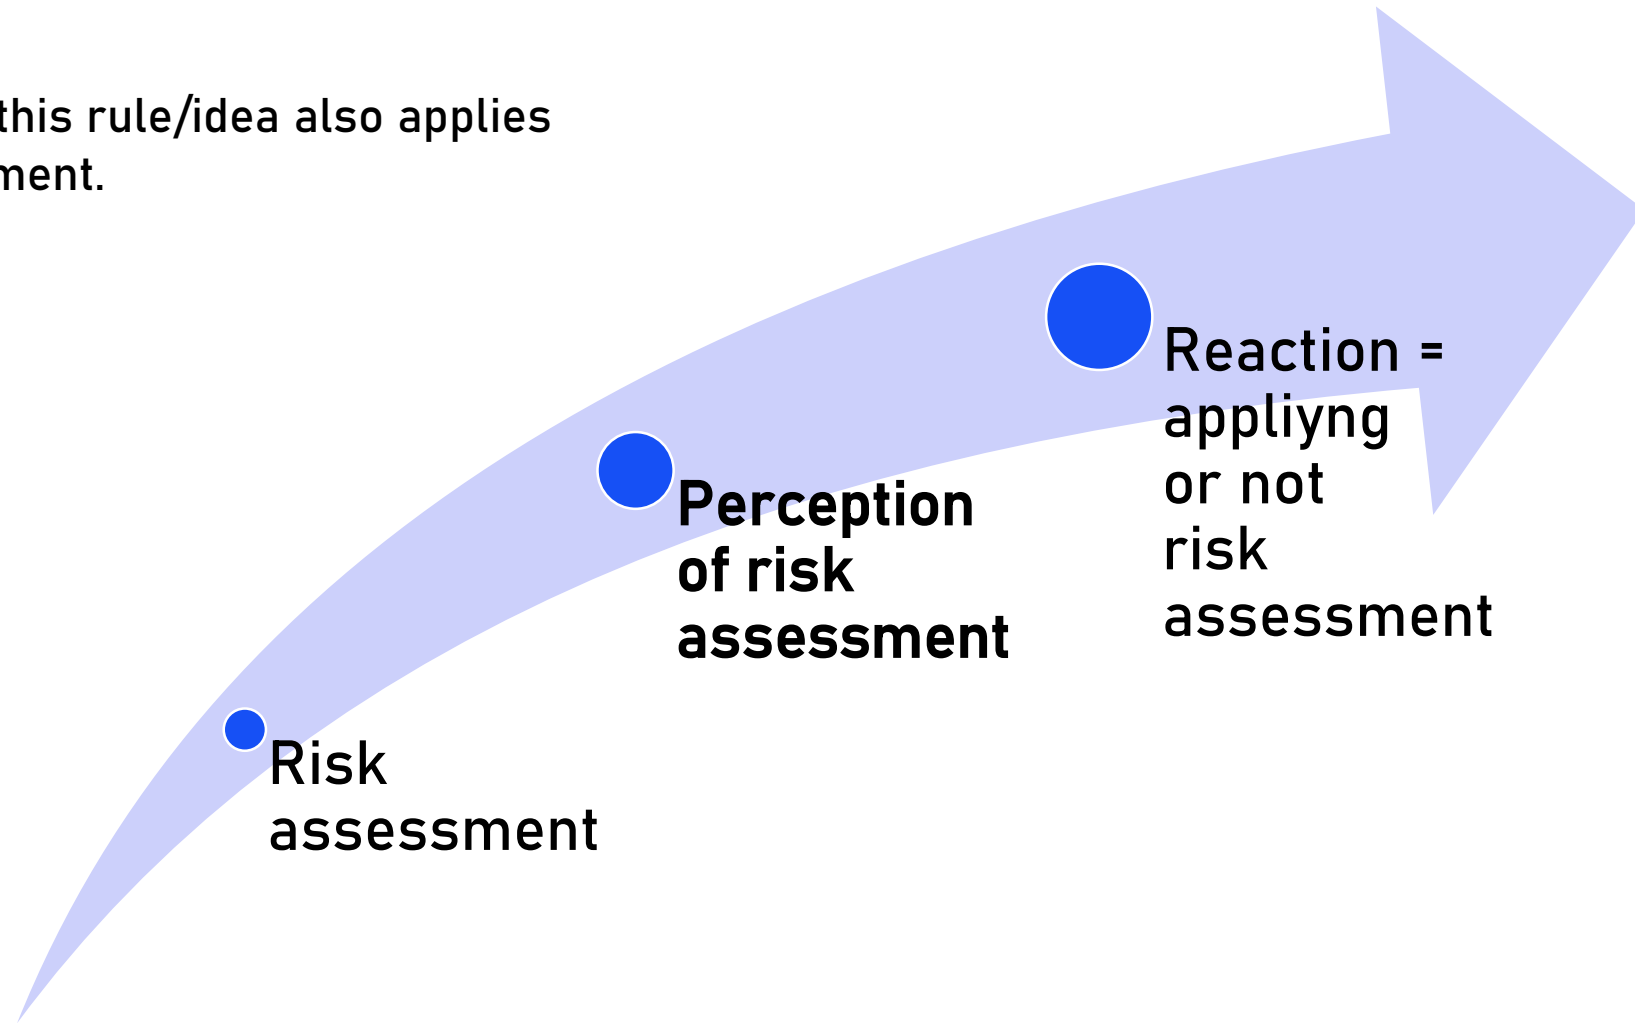 this rule/idea also applies
ment.
Reaction =
appliyng
or not
risk
assessment
Perception
of risk
assessment
Risk
assessment